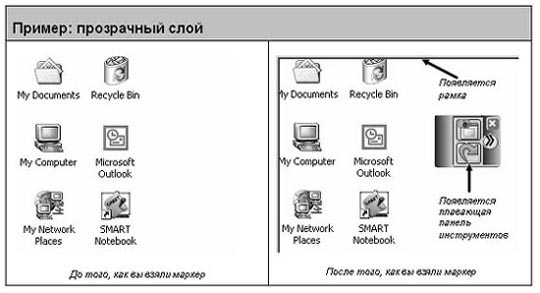 Пример: прозрачный слой
My Documents
Recycle Bin
My Computer
Microsoft
Outlook
My Network
Places
SMART
Notebook
До того, как вы взяли маркер
My Documents
Recycle Bin
Появляется
рамка
My Computer
Microsoft
Outlook
My Network
Places
SMART
Notebook
Появляется
плавающая
панель
инструментов
После того, как вы взяли маркер